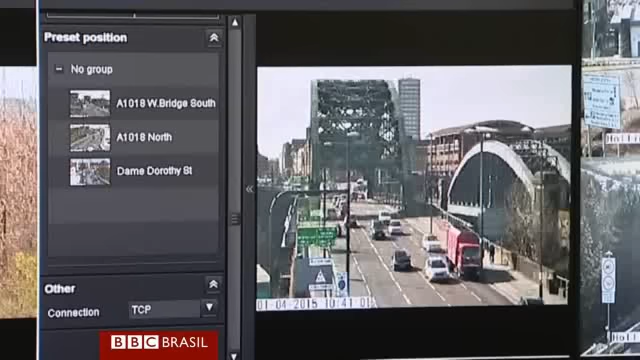 Preset position
No group
A1018 W.Bridge South
A1018 North
Dame Dorothy St
Other
Connection TCP
01-04-2015 10:41
BBC BRASIL